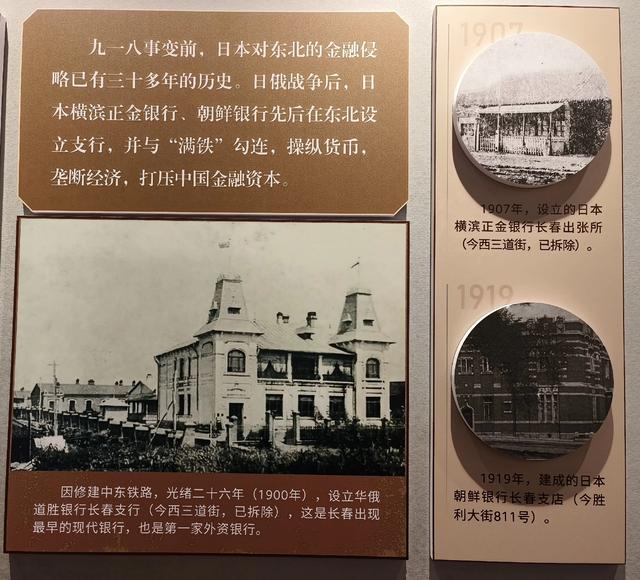 九一八事变前，日本对东北的金融侵
略已有三十多年的历史。日俄战争后，日
本横滨正金银行、朝鲜银行先后在东北设
立支行，并与“满铁”勾连，操纵货币，
垄断经济，打压中国金融资本。
因修建中东铁路，光绪二十六年（1900年），设立华俄
道胜银行长春支行（今西三道街，已拆除），这是长春出现
最早的现代银行，也是第一家外资银行。
1907
1907年，设立的日本
横滨正金银行长春出张所
（今西三道街，已拆除）。
1919
1919年，建成的日本
朝鲜银行长春支店（今胜
利大街811号）。